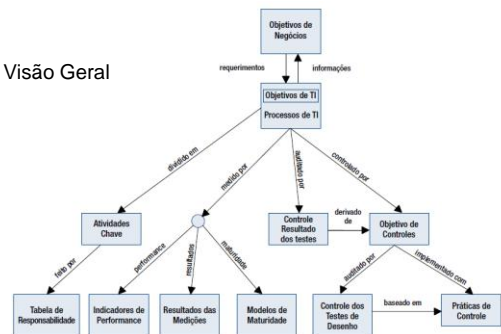 Visão Geral
Objetivos de
Negócios
requerimentos
informações
Objetivos de TI
Processos de TI
dividido em
medido por
auditado por
controlado por
Atividades
Chave
Controle
Resultado
dos testes
derivado
de
Objetivo de
Controles
feito por
performance
resultados
maturidade
auditado por
implementado com
Tabela de
Responsabilidade
Indicadores de
Performance
Resultados das
Medições
Modelos de
Maturidade
Controle dos
Testes de
Desenho
baseado em
Práticas de
Controle